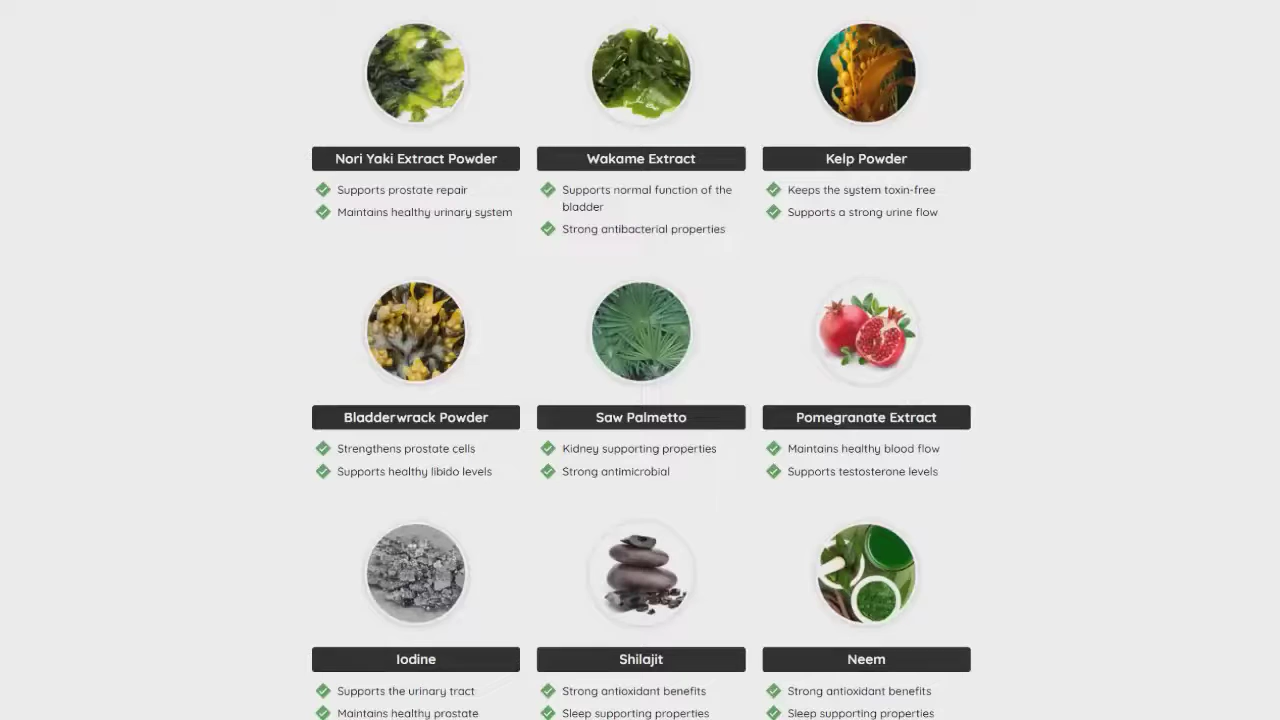 Nori Yaki Extract Powder
Supports prostate repair
Maintains healthy urinary system
Wakame Extract
Supports normal function of the
bladder
Strong antibacterial properties
Kelp Powder
Keeps the system toxin-free
Supports a strong urine flow
Bladderwrack Powder
Strengthens prostate cells
Supports healthy libido levels
Saw Palmetto
Kidney supporting properties
Strong antimicrobial
Pomegranate Extract
Maintains healthy blood flow
Supports testosterone levels
Iodine
Supports the urinary tract
Maintains healthy prostate
Shilajit
Strong antioxidant benefits
Sleep supporting properties
Neem
Strong antioxidant benefits
Sleep supporting properties